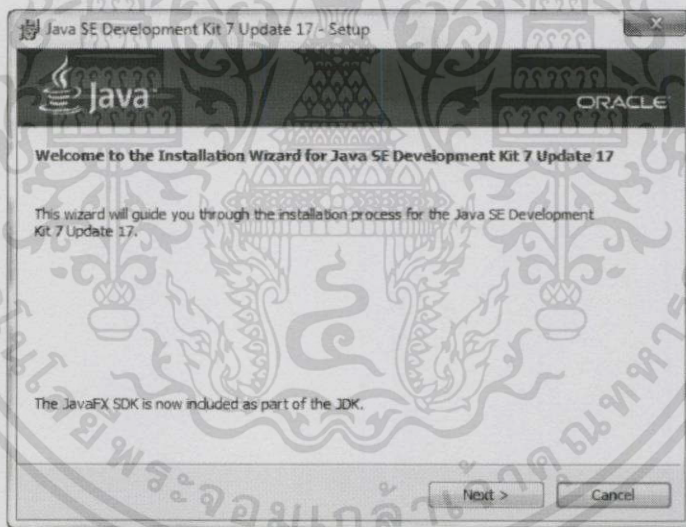 Java SE Development Kit 7 Update 17 - Setup
Java
ORACLE
Welcome to the Installation Wizard for Java SE Development Kit 7 Update 17
This wizard will guide you through the installation process for the Java SE Development
Kit 7 Update 17.
The JavaFX SDK is now included as part of the JDK.
Next >
Cancel